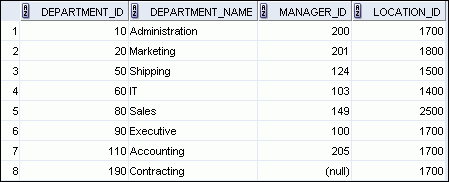 DEPARTMENT_ID DEPARTMENT_NAME MANAGER_ID LOCATION_ID
1 10 Administration 200 1700
2 20 Marketing 201 1800
3 50 Shipping 124 1500
4 60 IT 103 1400
5 80 Sales 149 2500
6 90 Executive 100 1700
7 110 Accounting 205 1700
8 190 Contracting (null) 1700